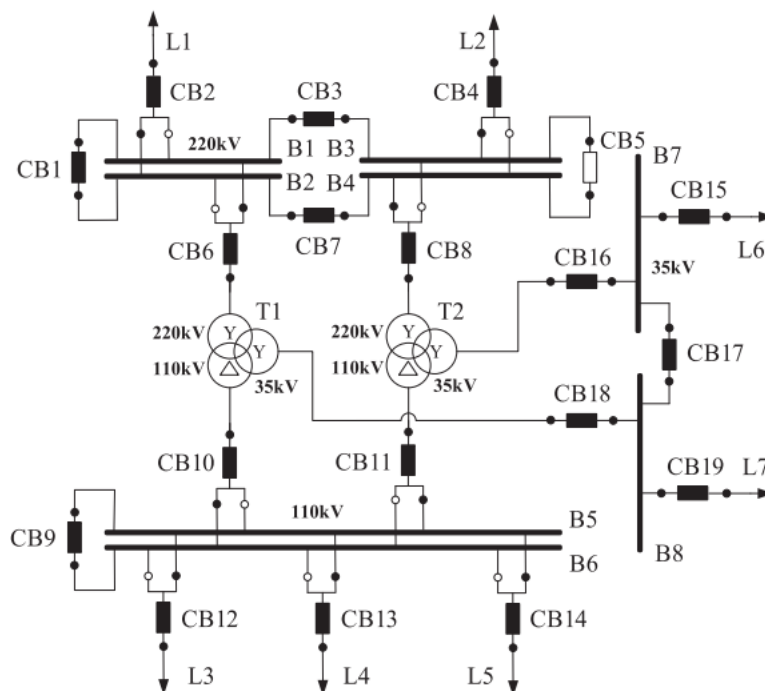 L1
L2
CB2
CB3
CB4
CB5
220kV
B1
B3
B7
CB1
B2
B4
CB15
CB6
CB7
CB8
CB16
L6
35kV
T1
T2
220kV
Y
Y
220kV
Y
Y
110kV
110kV
35kV
35kV
CB17
CB18
CB10
CB11
CB19
L7
110kV
B5
CB9
B6
B8
CB12
CB13
CB14
L3
L4
L5